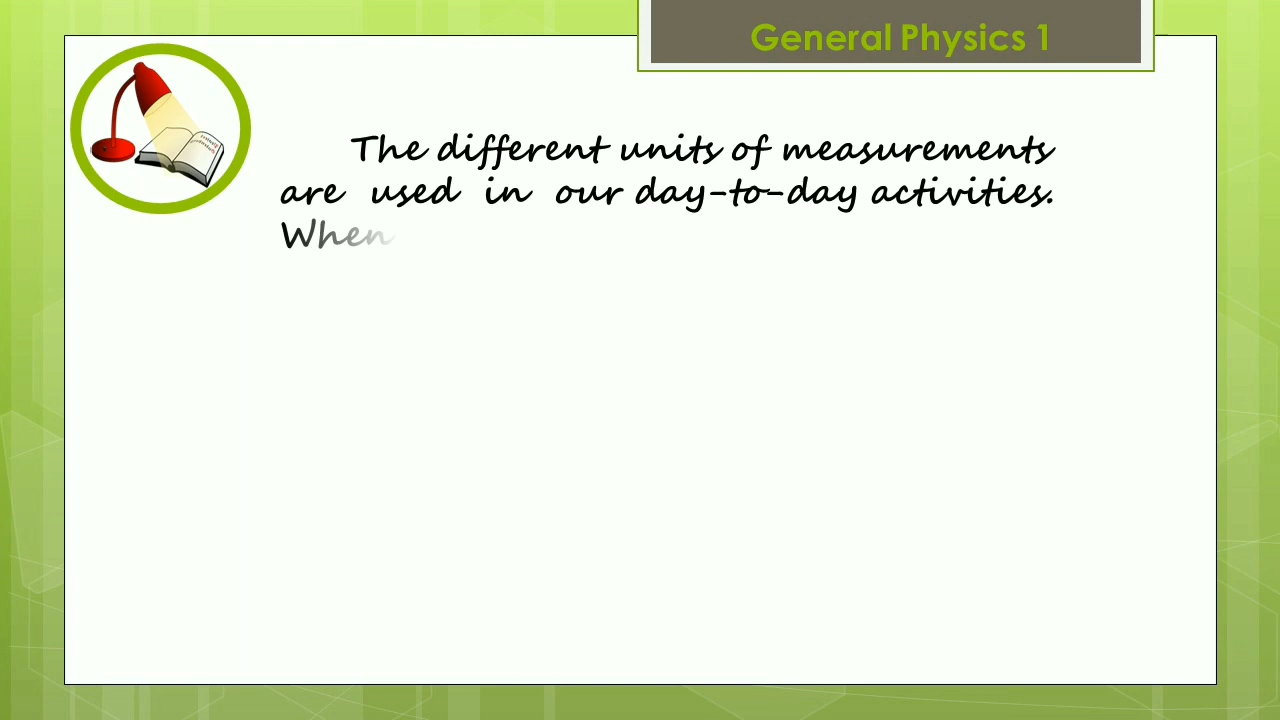 General Physics 1
The different units of measurements
are used in our day-to-day activities.
When